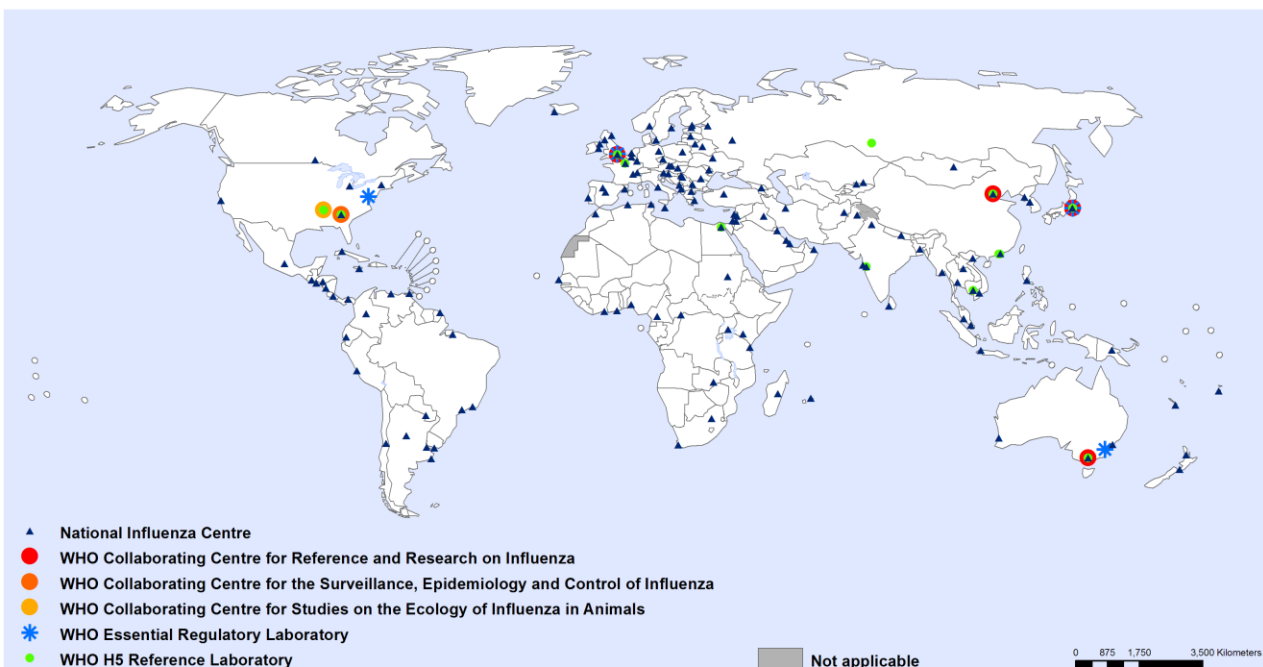 National Influenza Centre
WHO Collaborating Centre for Reference and Research on Influenza
WHO Collaborating Centre for the Surveillance, Epidemiology and Control of Influenza
WHO Collaborating Centre for Studies on the Ecology of Influenza in Animals
WHO Essential Regulatory Laboratory
WHO H5 Reference Laboratory
Not applicable
0 875 1,750 3,500 Kilometers